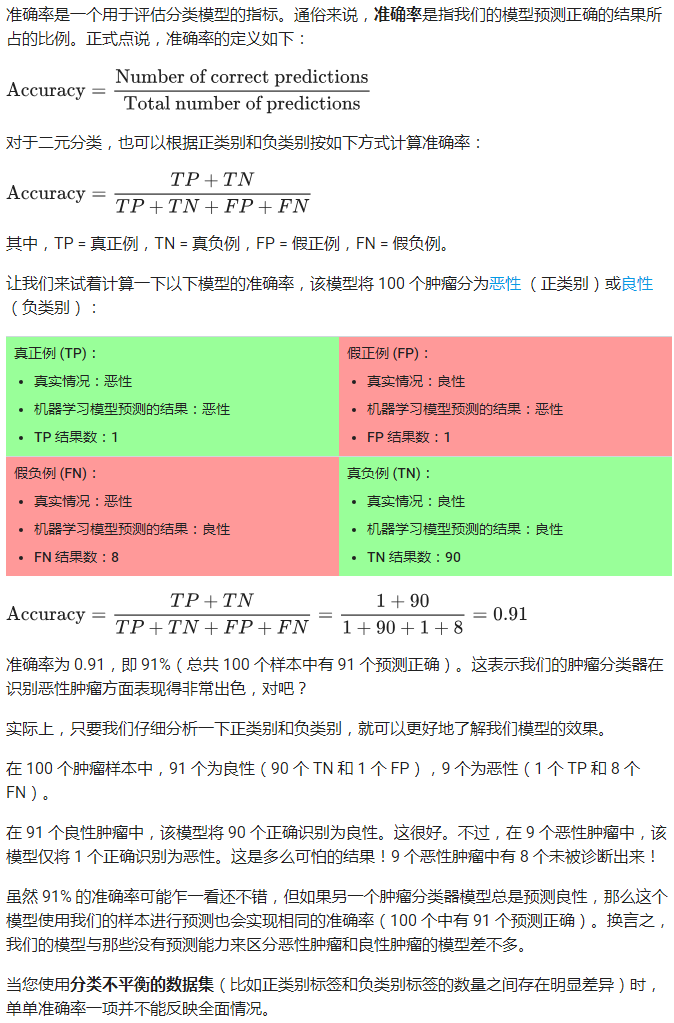 准确率是一个用于评估分类模型的指标。通俗来说，准确率是指我们的模型预测正确的结果所
占的比例。正式点说，准确率的定义如下：
Accuracy = Number of correct predictions / Total number of predictions
对于二元分类，也可以根据正类别和负类别按如下方式计算准确率：
Accuracy = TP + TN / TP + TN + FP + FN
其中，TP = 真正例，TN = 真负例，FP = 假正例，FN = 假负例。
让我们来试着计算一下以下模型的准确率，该模型将 100 个肿瘤分为恶性 （正类别）或良性
（负类别）：
真正例 (TP)：
• 真实情况：恶性
• 机器学习模型预测的结果：恶性
• TP 结果数：1
假正例 (FP)：
• 真实情况：良性
• 机器学习模型预测的结果：恶性
• FP 结果数：1
假负例 (FN)：
• 真实情况：恶性
• 机器学习模型预测的结果：良性
• FN 结果数：8
真负例 (TN)：
• 真实情况：良性
• 机器学习模型预测的结果：良性
• TN 结果数：90
Accuracy = TP + TN / TP + TN + FP + FN = 1 + 90 / 1 + 90 + 1 + 8 = 0.91
准确率为 0.91，即 91%（总共 100 个样本中有 91 个预测正确）。这表示我们的肿瘤分类器在
识别恶性肿瘤方面表现得非常出色，对吧？
实际上，只要我们仔细分析一下正类别和负类别，就可以更好地了解我们模型的效果。
在 100 个肿瘤样本中，91 个为良性（90 个 TN 和 1 个 FP），9 个为恶性（1 个 TP 和 8 个
FN）。
在 91 个良性肿瘤中，该模型将 90 个正确识别为良性。这很好。不过，在 9 个恶性肿瘤中，该
模型仅将 1 个正确识别为恶性。这是多么可怕的结果！9 个恶性肿瘤中有 8 个未被诊断出来！
虽然 91% 的准确率可能乍一看还不错，但如果另一个肿瘤分类器模型总是预测良性，那么这个
模型使用我们的样本进行预测也会实现相同的准确率（100 个中有 91 个预测正确）。换言之，
我们的模型与那些没有预测能力来区分恶性肿瘤和良性肿瘤的模型差不多。
当您使用分类不平衡的数据集（比如正类别标签和负类别标签的数量之间存在明显差异）时，
单单准确率一项并不能反映全面情况。